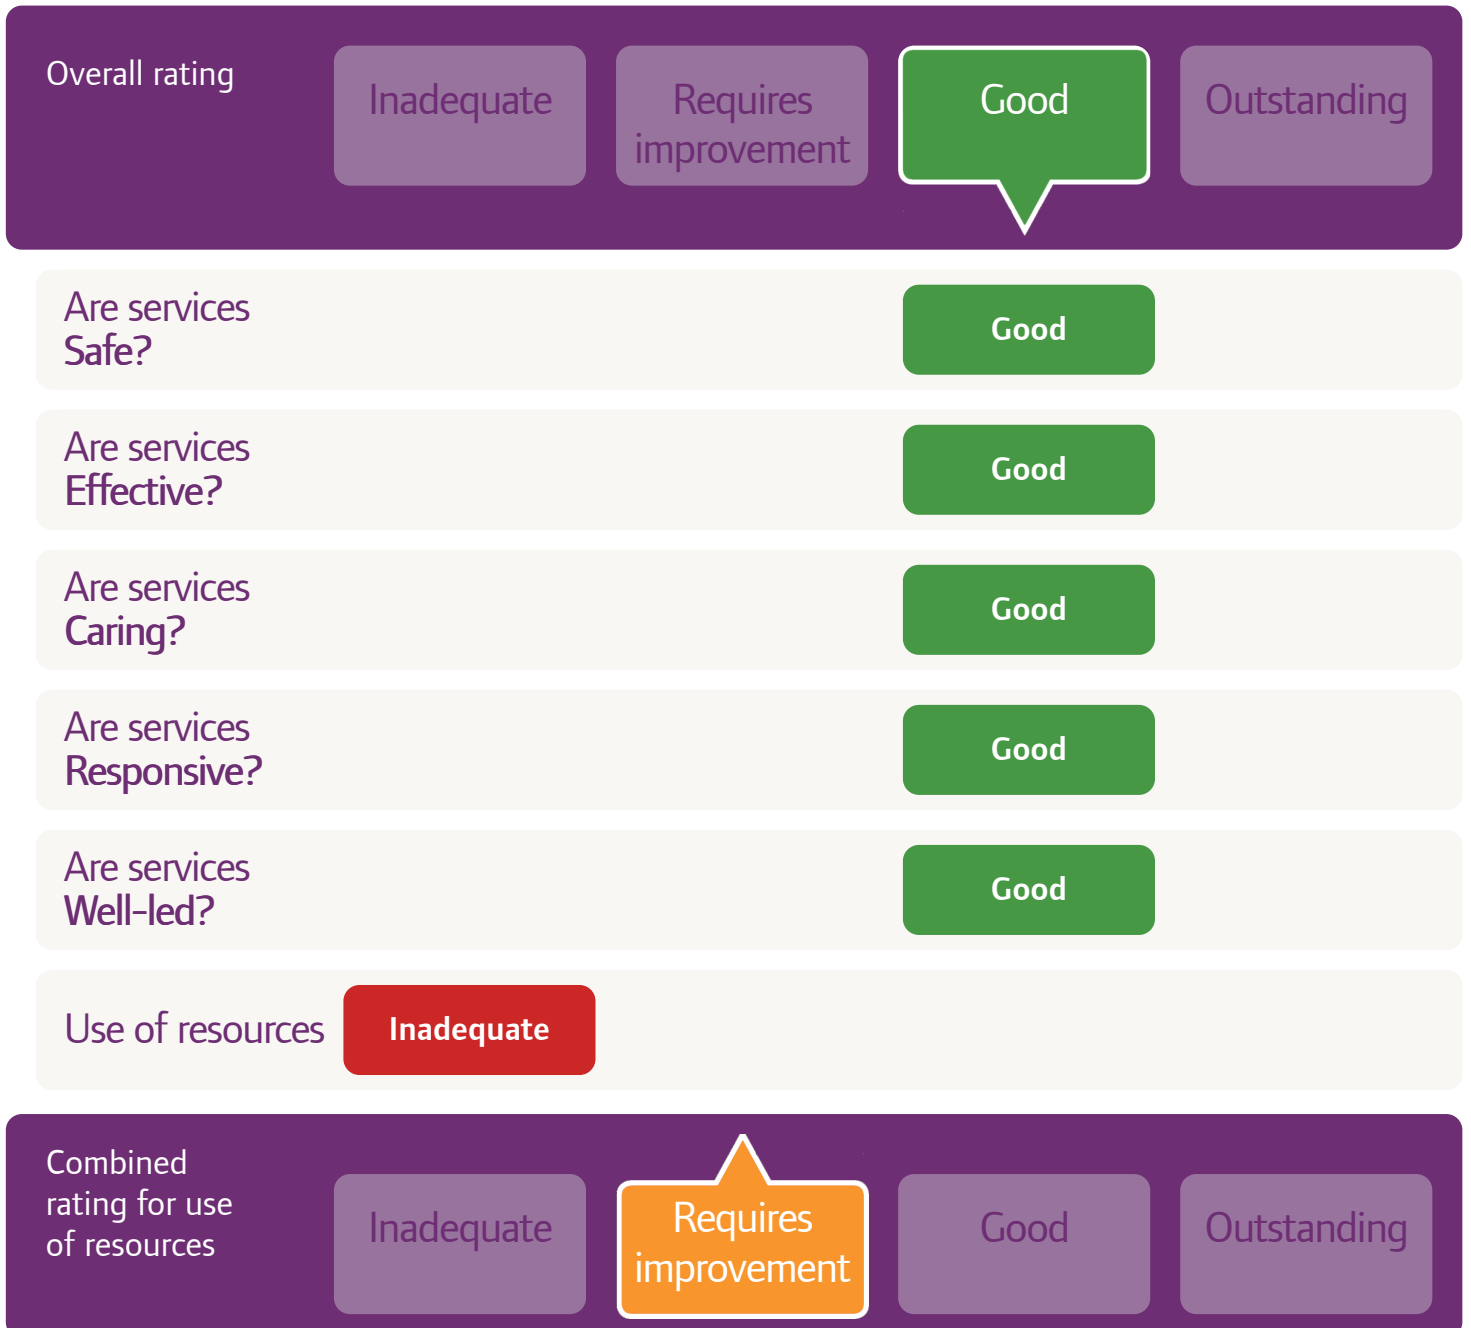 Overall rating
Inadequate
Requires
improvement
Good
Outstanding
Are services
Safe?
Good
Are services
Effective?
Good
Are services
Caring?
Good
Are services
Responsive?
Good
Are services
Well-led?
Good
Use of resources
Inadequate
Combined
rating for use
of resources
Inadequate
Requires
improvement
Good
Outstanding